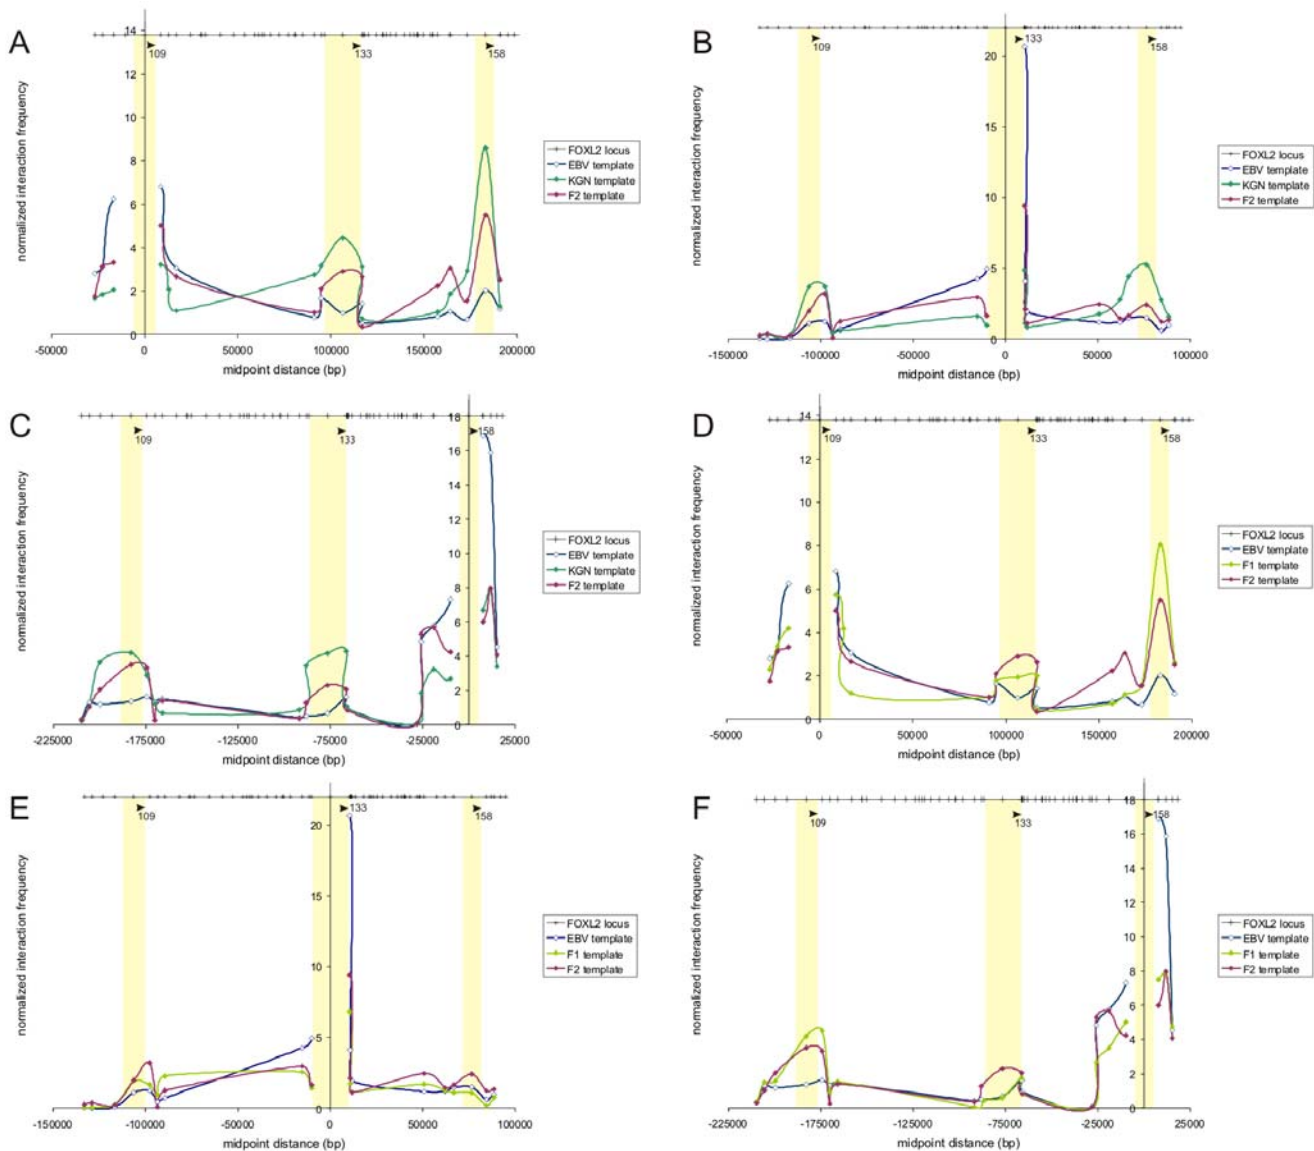 A
14
12
10
8
6
4
2
0
-50000 0 50000 100000 150000 200000
109
133
158
normalized interaction frequency
midpoint distance (bp)
FOXL2 locus
EBV template
KGN template
F2 template
B
20
15
10
5
0
-150000 -100000 -50000 0 50000 100000
109
133
158
normalized interaction frequency
midpoint distance (bp)
FOXL2 locus
EBV template
KGN template
F2 template
C
18
16
14
12
10
8
6
4
2
0
-225000 -175000 -125000 -75000 -25000 25000
109
133
158
normalized interaction frequency
midpoint distance (bp)
FOXL2 locus
EBV template
KGN template
F2 template
D
14
12
10
8
6
4
2
0
-50000 0 50000 100000 150000 200000
109
133
158
normalized interaction frequency
midpoint distance (bp)
FOXL2 locus
EBV template
F1 template
F2 template
E
20
15
10
5
0
-150000 -100000 -50000 0 50000 100000
109
133
158
normalized interaction frequency
midpoint distance (bp)
FOXL2 locus
EBV template
F1 template
F2 template
F
18
16
14
12
10
8
6
4
2
0
-225000 -175000 -125000 -75000 -25000 25000
109
133
158
normalized interaction frequency
midpoint distance (bp)
FOXL2 locus
EBV template
F1 template
F2 template